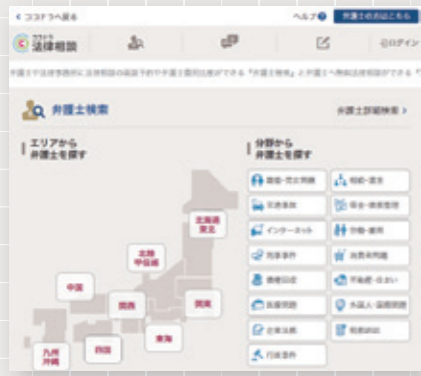 ココナラへ戻る
ヘルプ
弁護士の方はこちら
ココナラ
法律相談
ログイン
弁護士検索
弁護士詳細検索
エリアから
弁護士を探す
分野から
弁護士を探す
北海道
東北
北陸
甲信越
中国
関西
関東
東海
四国
九州
沖縄
離婚・男女問題
相続・遺言
交通事故
借金・債務整理
インターネット
労働・雇用
刑事事件
消費者問題
債権回収
不動産・住まい
医療問題
外国人・国際問題
企業法務
税務訴訟
行政事件